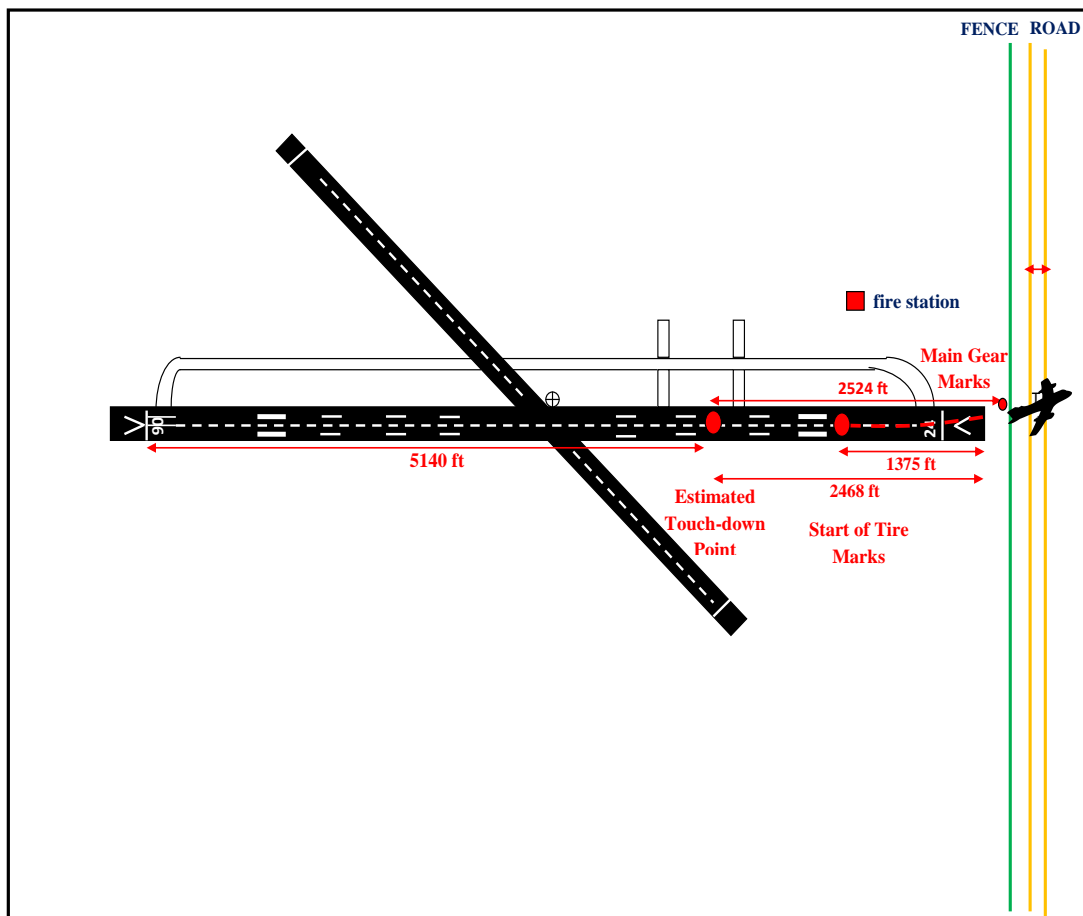 FENCE ROAD
fire station
Main Gear
Marks
2524 ft
06
24
5140 ft
1375 ft
2468 ft
Estimated
Touch-down
Point
Start of Tire
Marks